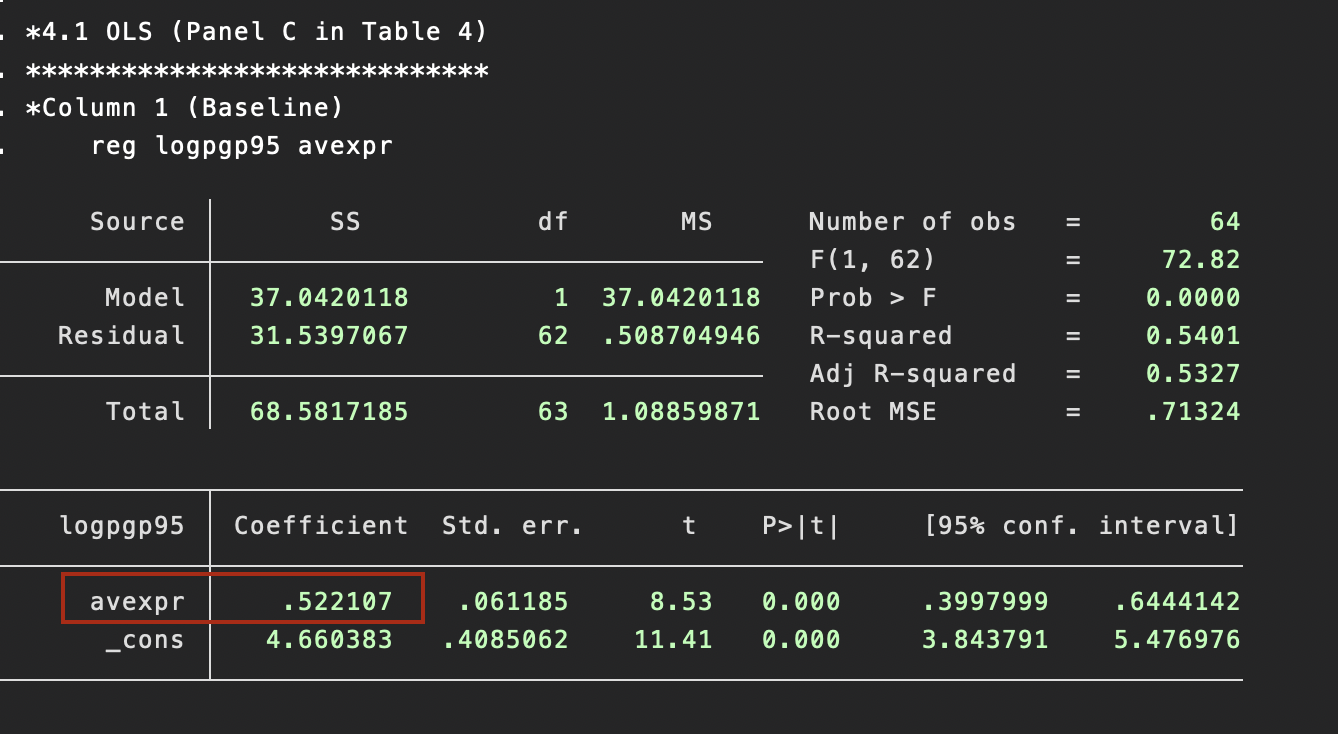 . *4.1 OLS (Panel C in Table 4)
. *****************************
. *Column 1 (Baseline)
.     reg logpgp95 avexpr
Source | SS df MS Number of obs = 64
F(1, 62) = 72.82
Model | 37.0420118 1 37.0420118 Prob > F = 0.0000
Residual | 31.5397067 62 .508704946 R-squared = 0.5401
Adj R-squared = 0.5327
Total | 68.5817185 63 1.08859871 Root MSE = .71324
logpgp95 | Coefficient Std. err. t P>|t| [95% conf. interval]
avexpr | .522107 .061185 8.53 0.000 .3997999 .6444142
_cons | 4.660383 .4085062 11.41 0.000 3.843791 5.476976